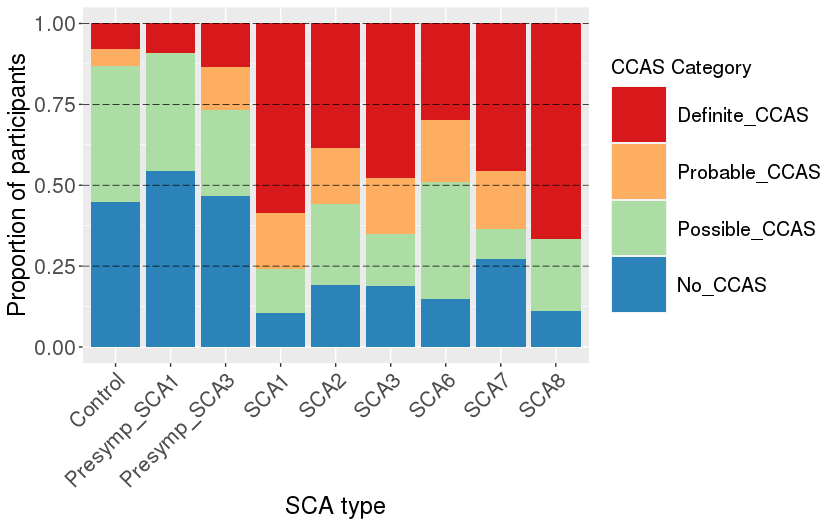 Proportion of participants
1.00
0.75
0.50
0.25
0.00
Control
Presymp_SCA1
Presymp_SCA3
SCA1
SCA2
SCA3
SCA6
SCA7
SCA8
SCA type
CCAS Category
Definite_CCAS
Probable_CCAS
Possible_CCAS
No_CCAS